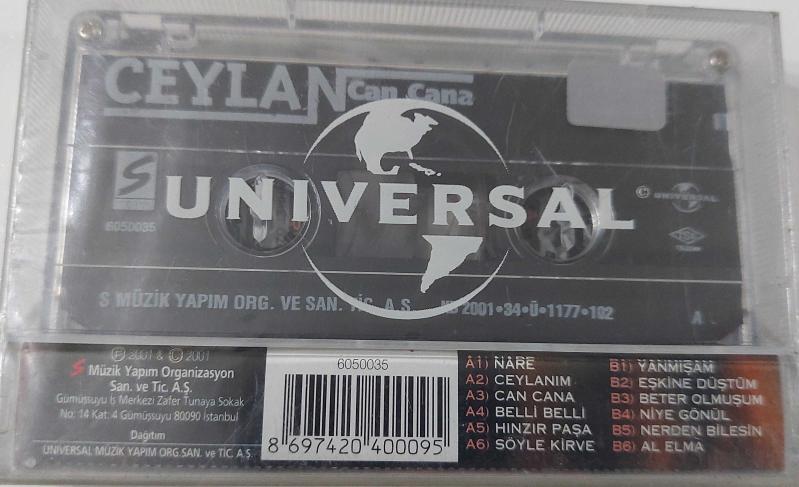 CEYLAN Can Cana
UNIVERSAL
S
6050035
© UNIVERSAL
S MÜZİK YAPIM ORG. VE SAN. TİC. A.Ş.
2001•34•Ü•1177•102
A
℗ 2001 & © 2001
S Müzik Yapım Organizasyon
San. ve Tic. A.Ş.
Gümüşsuyu İş Merkezi Zafer Tunaya Sokak
No: 14 Kat: 4 Gümüşsuyu 80090 İstanbul
Dağıtım
UNIVERSAL MÜZİK YAPIM ORG.SAN. ve TİC. A.Ş.
6050035
8 697420 400095
A1) NARE
A2) CEYLANIM
A3) CAN CANA
A4) BELLİ BELLİ
A5) HINZIR PAŞA
A6) SÖYLE KİRVE
B1) YANMIŞAM
B2) EŞKİNE DÜŞTÜM
B3) BETER OLMUŞUM
B4) NİYE GÖNÜL
B5) NERDEN BİLESİN
B6) AL ELMA